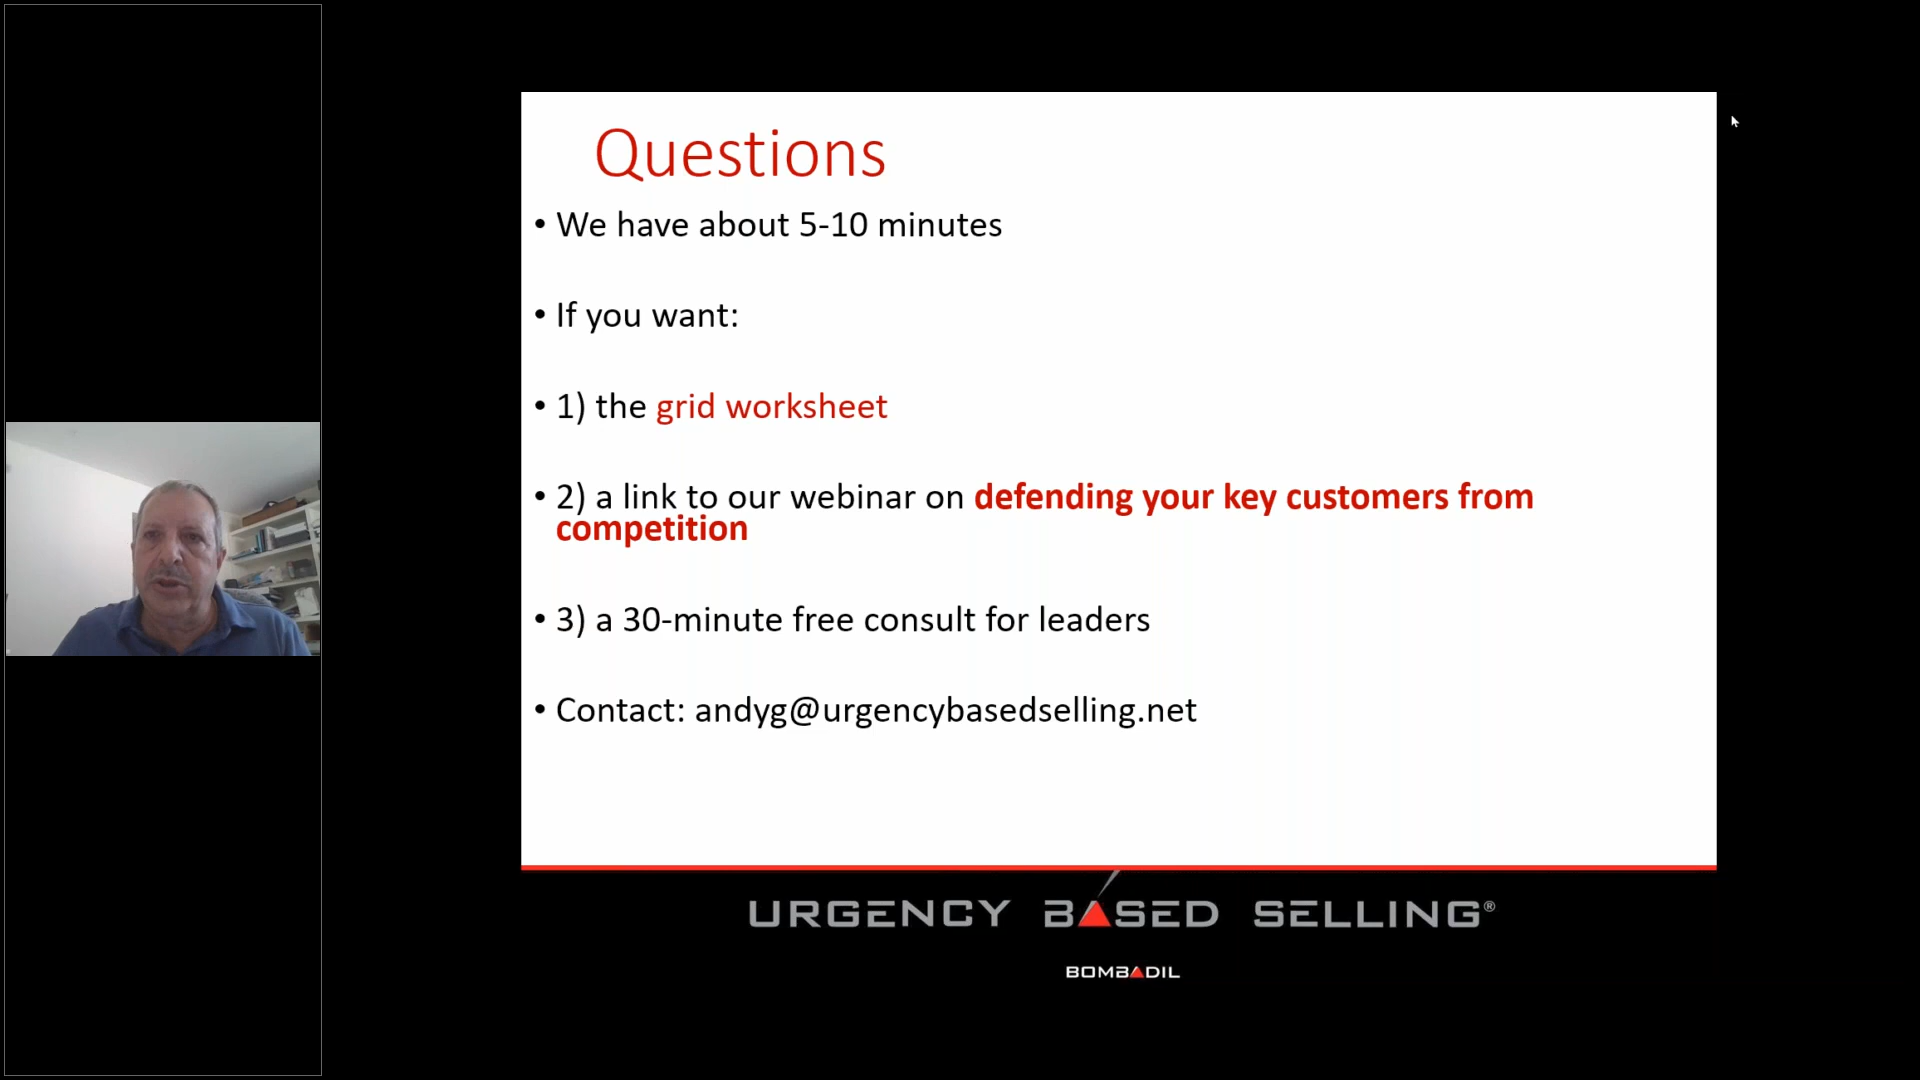 Questions
• We have about 5-10 minutes
• If you want:
• 1) the grid worksheet
• 2) a link to our webinar on defending your key customers from
competition
• 3) a 30-minute free consult for leaders
• Contact: andyg@urgencybasedselling.net
URGENCY BASED SELLING®
BOMBADIL